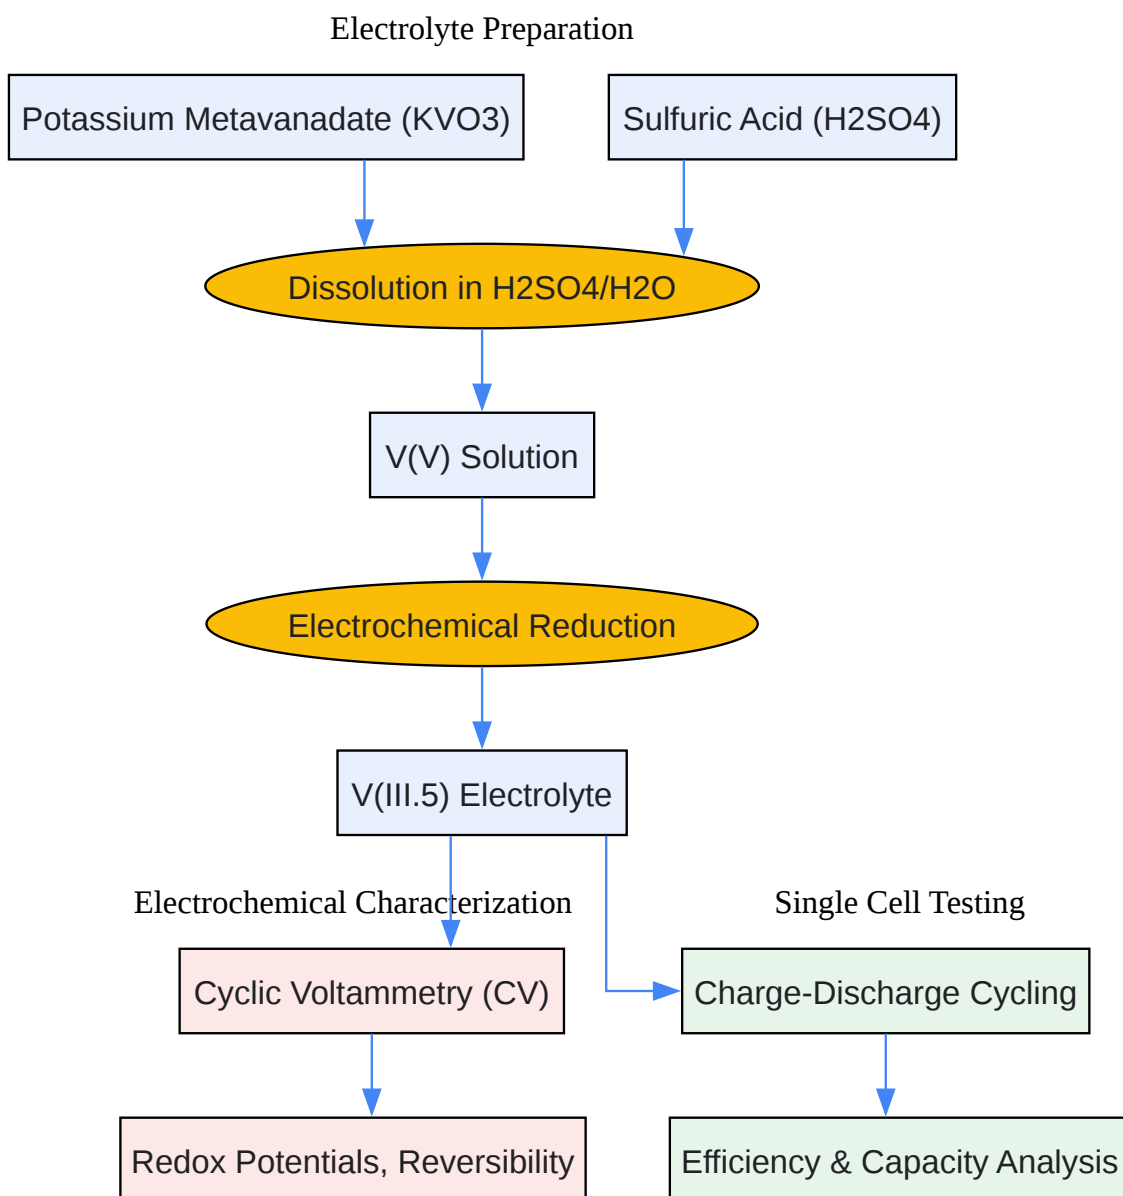 Electrolyte Preparation
Potassium Metavanadate (KVO3)
Sulfuric Acid (H2SO4)
Dissolution in H2SO4/H2O
V(V) Solution
Electrochemical Reduction
V(III.5) Electrolyte
Electrochemical Characterization
Single Cell Testing
Cyclic Voltammetry (CV)
Charge-Discharge Cycling
Redox Potentials, Reversibility
Efficiency & Capacity Analysis